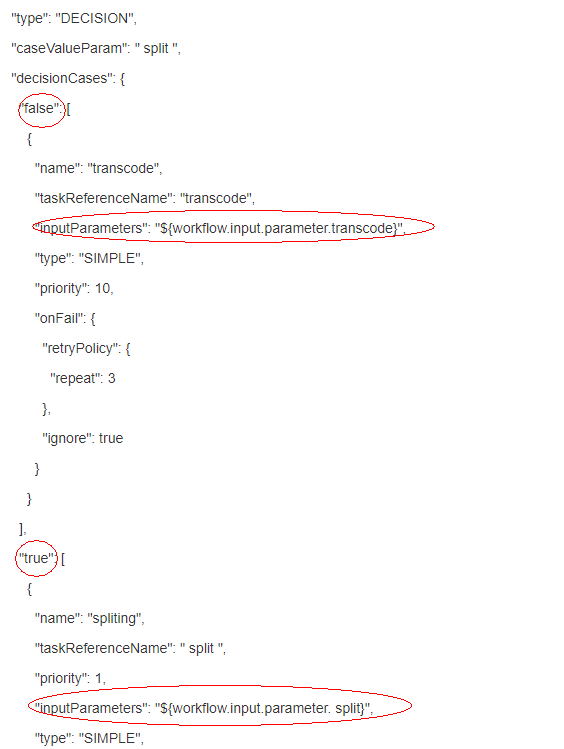 "type": "DECISION",
"caseValueParam": " split ",
"decisionCases": {
"false": [
{
"name": "transcode",
"taskReferenceName": "transcode",
"inputParameters": "${workflow.input.parameter.transcode}",
"type": "SIMPLE",
"priority": 10,
"onFail": {
"retryPolicy": {
"repeat": 3
},
"ignore": true
}
}
],
"true": [
{
"name": "spliting",
"taskReferenceName": " split ",
"priority": 1,
"inputParameters": "${workflow.input.parameter. split}",
"type": "SIMPLE",